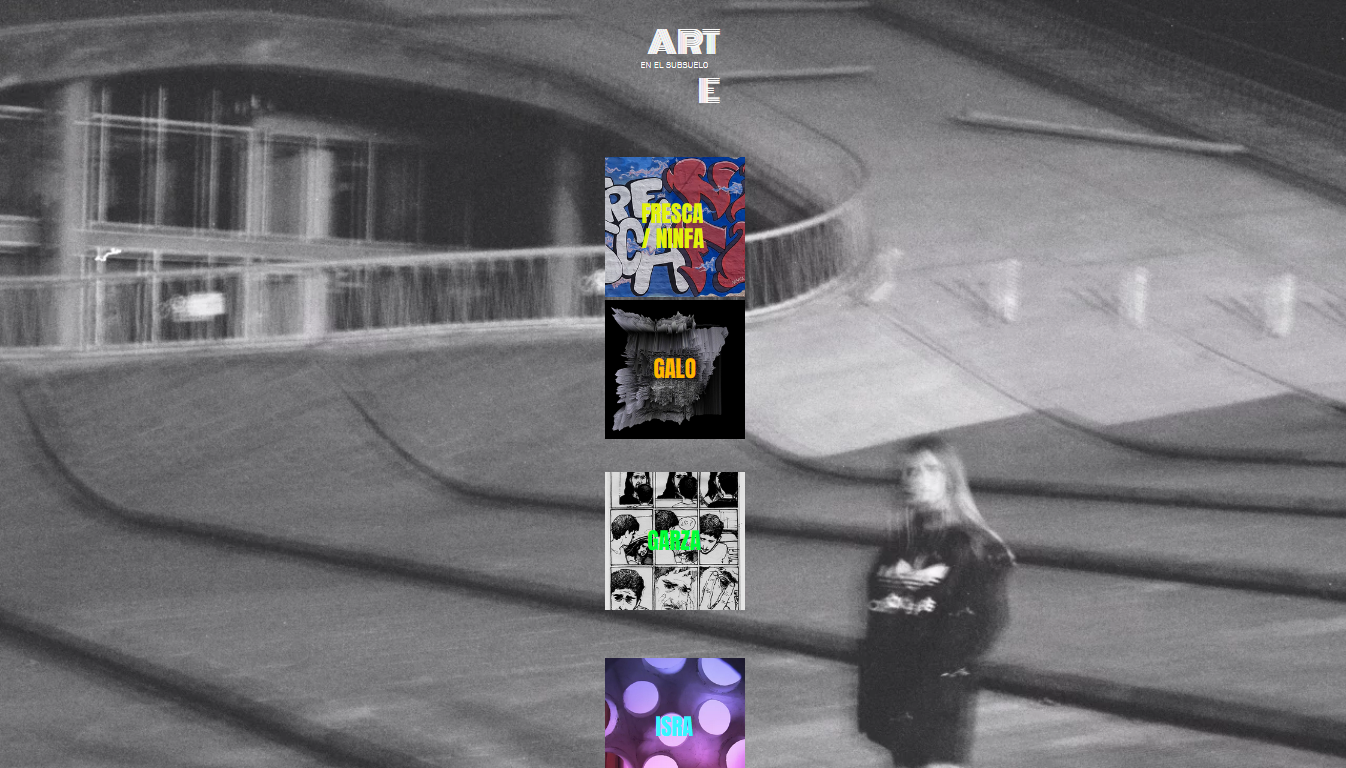 ART
EN EL SUBSUELO
E
FRESCA
/ NINFA
GALO
GARZA
ISRA